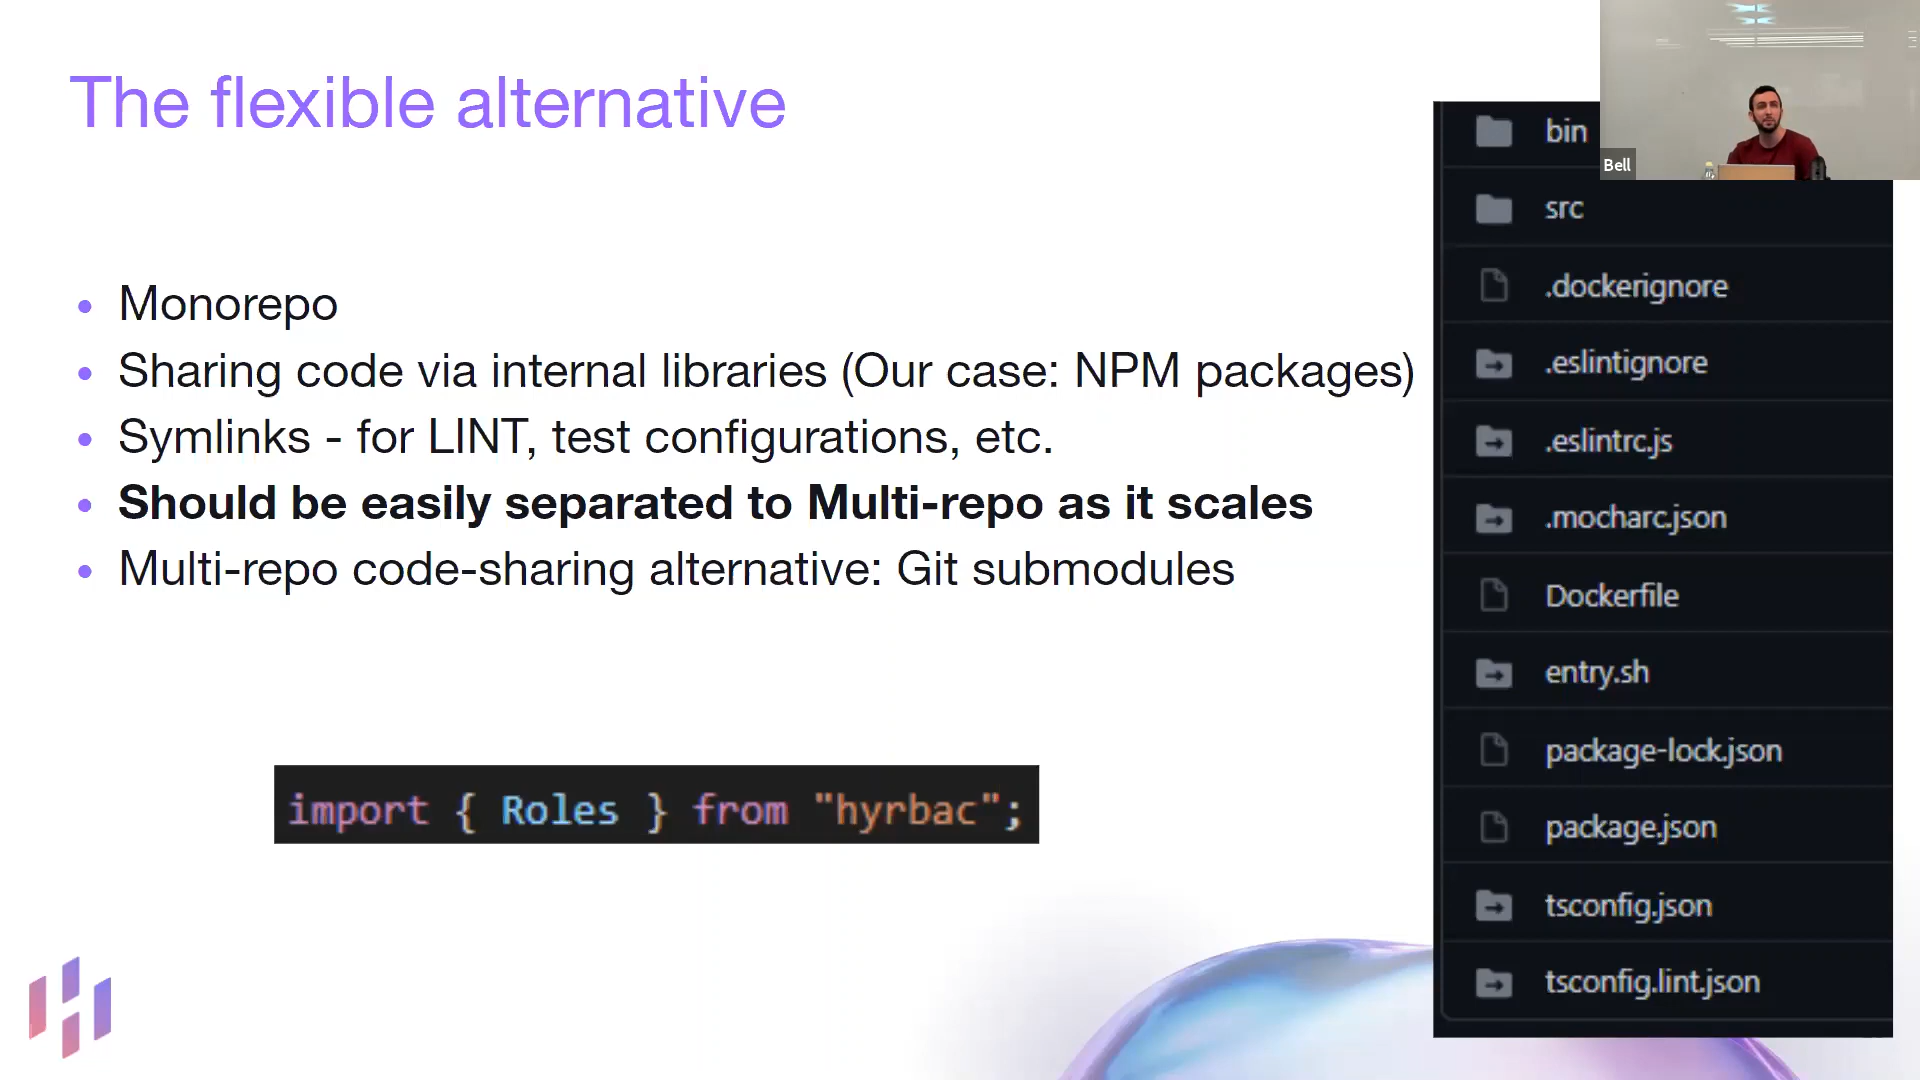 The flexible alternative
• Monorepo
• Sharing code via internal libraries (Our case: NPM packages)
• Symlinks - for LINT, test configurations, etc.
• Should be easily separated to Multi-repo as it scales
• Multi-repo code-sharing alternative: Git submodules
import { Roles } from "hyrbac";
bin
src
.dockerignore
.eslintignore
.eslintrc.js
.mocharc.json
Dockerfile
entry.sh
package-lock.json
package.json
tsconfig.json
tsconfig.lint.json
Bell